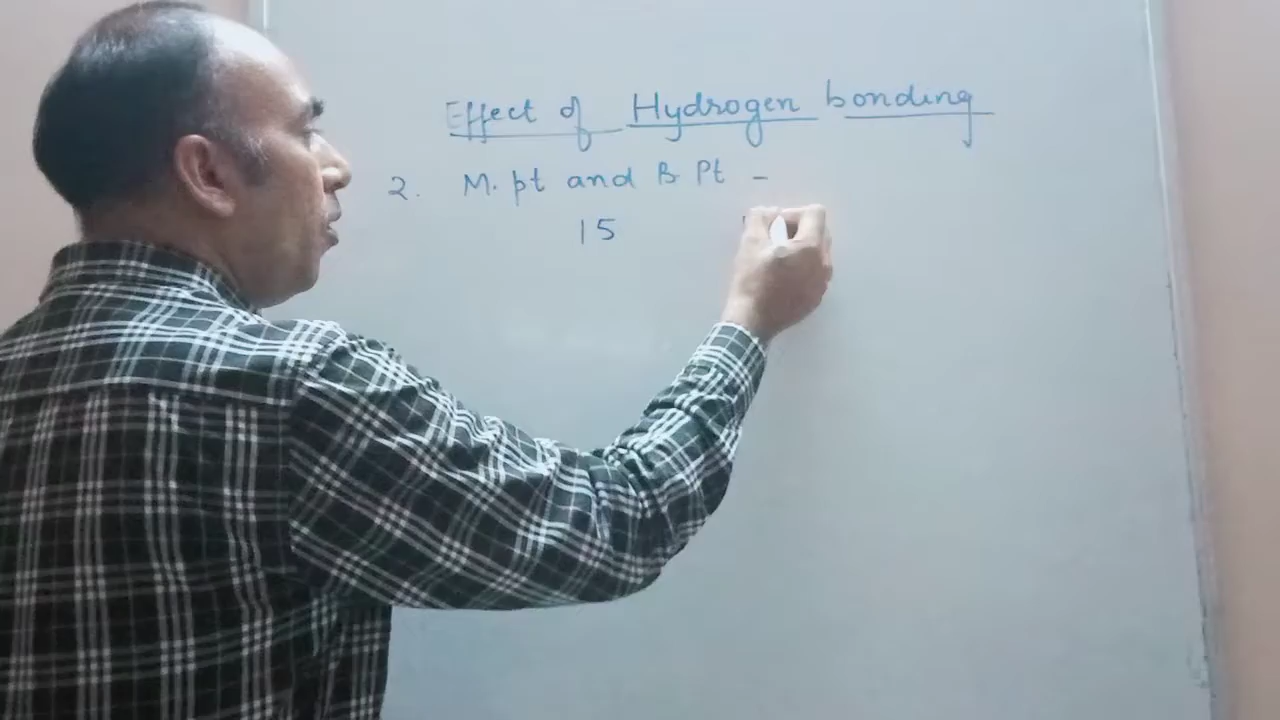 Effect of Hydrogen bonding
2. M. pt and B Pt -
15